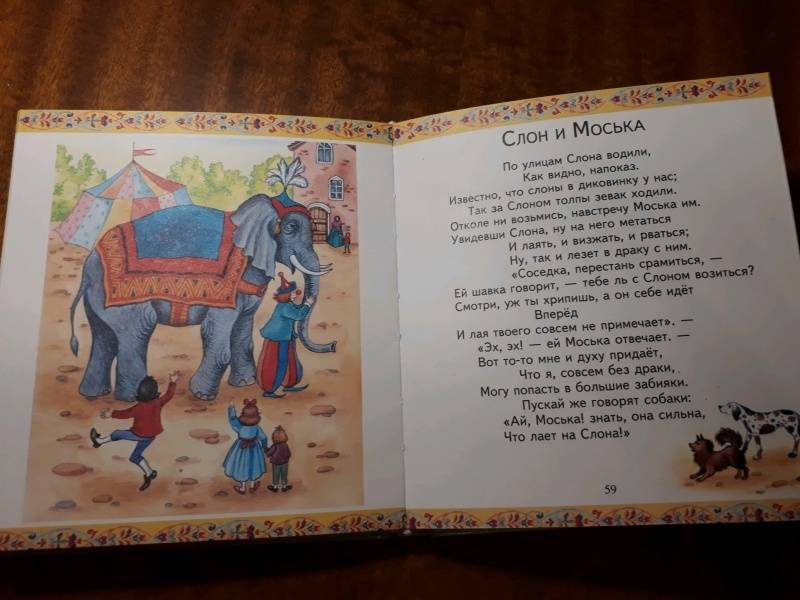 Слон и Моська
По улицам Слона водили,
Как видно, напоказ.
Известно, что слоны в диковинку у нас;
Так за Слоном толпы зевак ходили.
Отколе ни возьмись, навстречу Моська им.
Увидевши Слона, ну на него метаться
И лаять, и визжать, и рваться;
Ну, так и лезет в драку с ним.
«Соседка, перестань срамиться, —
Ей шавка говорит, — тебе ль с Слоном возиться?
Смотри, уж ты хрипишь, а он себе идёт
Вперёд
И лая твоего совсем не примечает». —
«Эх, эх! — ей Моська отвечает. —
Вот то-то мне и духу придаёт,
Что я, совсем без драки,
Могу попасть в большие забияки.
Пускай же говорят собаки:
«Ай, Моська! знать, она сильна,
Что лает на Слона!»
59